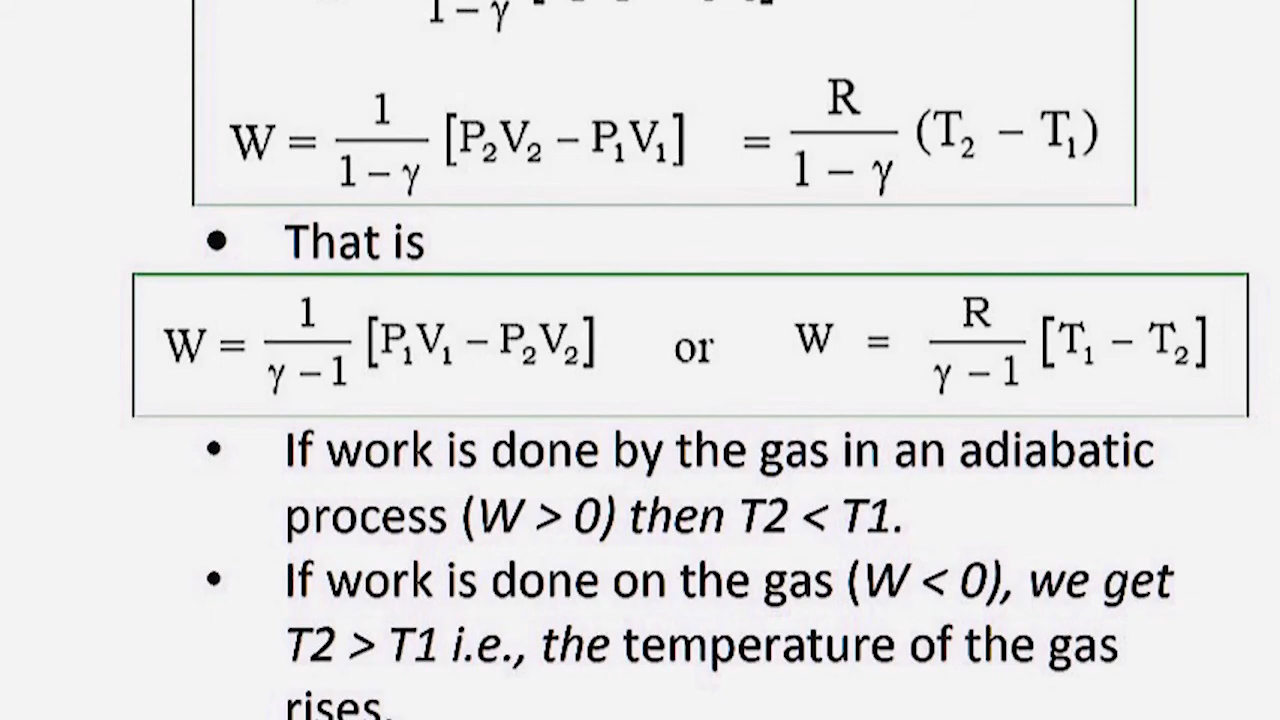 1 – γ
W = 1 / 1 – γ [P₂V₂ – P₁V₁] = R / 1 – γ (T₂ – T₁)
• That is
W = 1 / γ – 1 [P₁V₁ – P₂V₂] or W = R / γ – 1 [T₁ – T₂]
• If work is done by the gas in an adiabatic
process (W > 0) then T2 < T1.
• If work is done on the gas (W < 0), we get
T2 > T1 i.e., the temperature of the gas
rises.